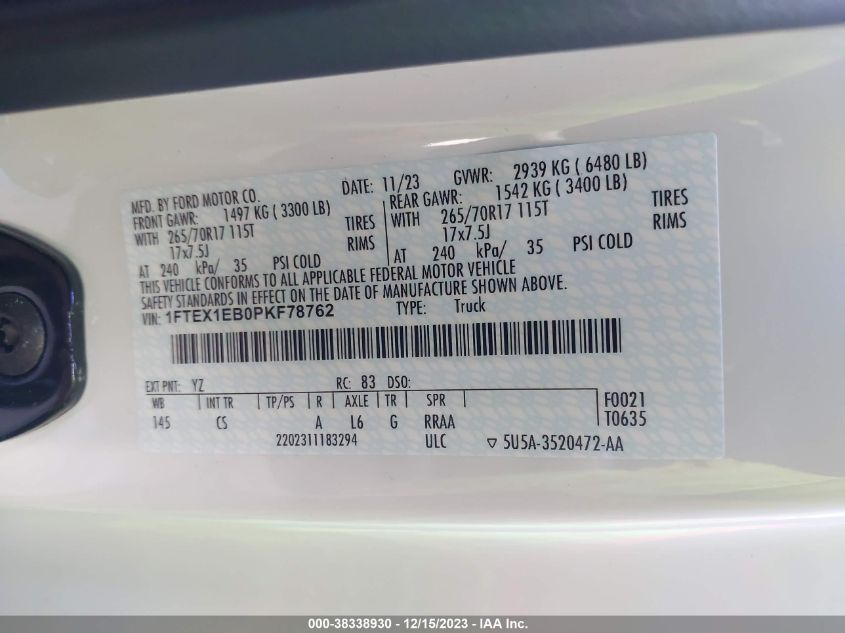 MFD. BY FORD MOTOR CO. DATE: 11/23 GVWR: 2939 KG ( 6480 LB)
FRONT GAWR: 1497 KG ( 3300 LB) REAR GAWR: 1542 KG ( 3400 LB)
WITH 265/70R17 115T TIRES WITH 265/70R17 115T TIRES
17x7.5J RIMS 17x7.5J RIMS
AT 240 kPa/ 35 PSI COLD AT 240 kPa/ 35 PSI COLD
THIS VEHICLE CONFORMS TO ALL APPLICABLE FEDERAL MOTOR VEHICLE
SAFETY STANDARDS IN EFFECT ON THE DATE OF MANUFACTURE SHOWN ABOVE.
VIN: 1FTEX1EB0PKF78762 TYPE: Truck
EXT PNT: YZ RC: 83 DSO:
WB INT TR TP/PS R AXLE TR SPR F0021
145 CS A L6 G RRAA T0635
2202311183294 ULC 5U5A-3520472-AA
000-38338930 - 12/15/2023 - IAA Inc.